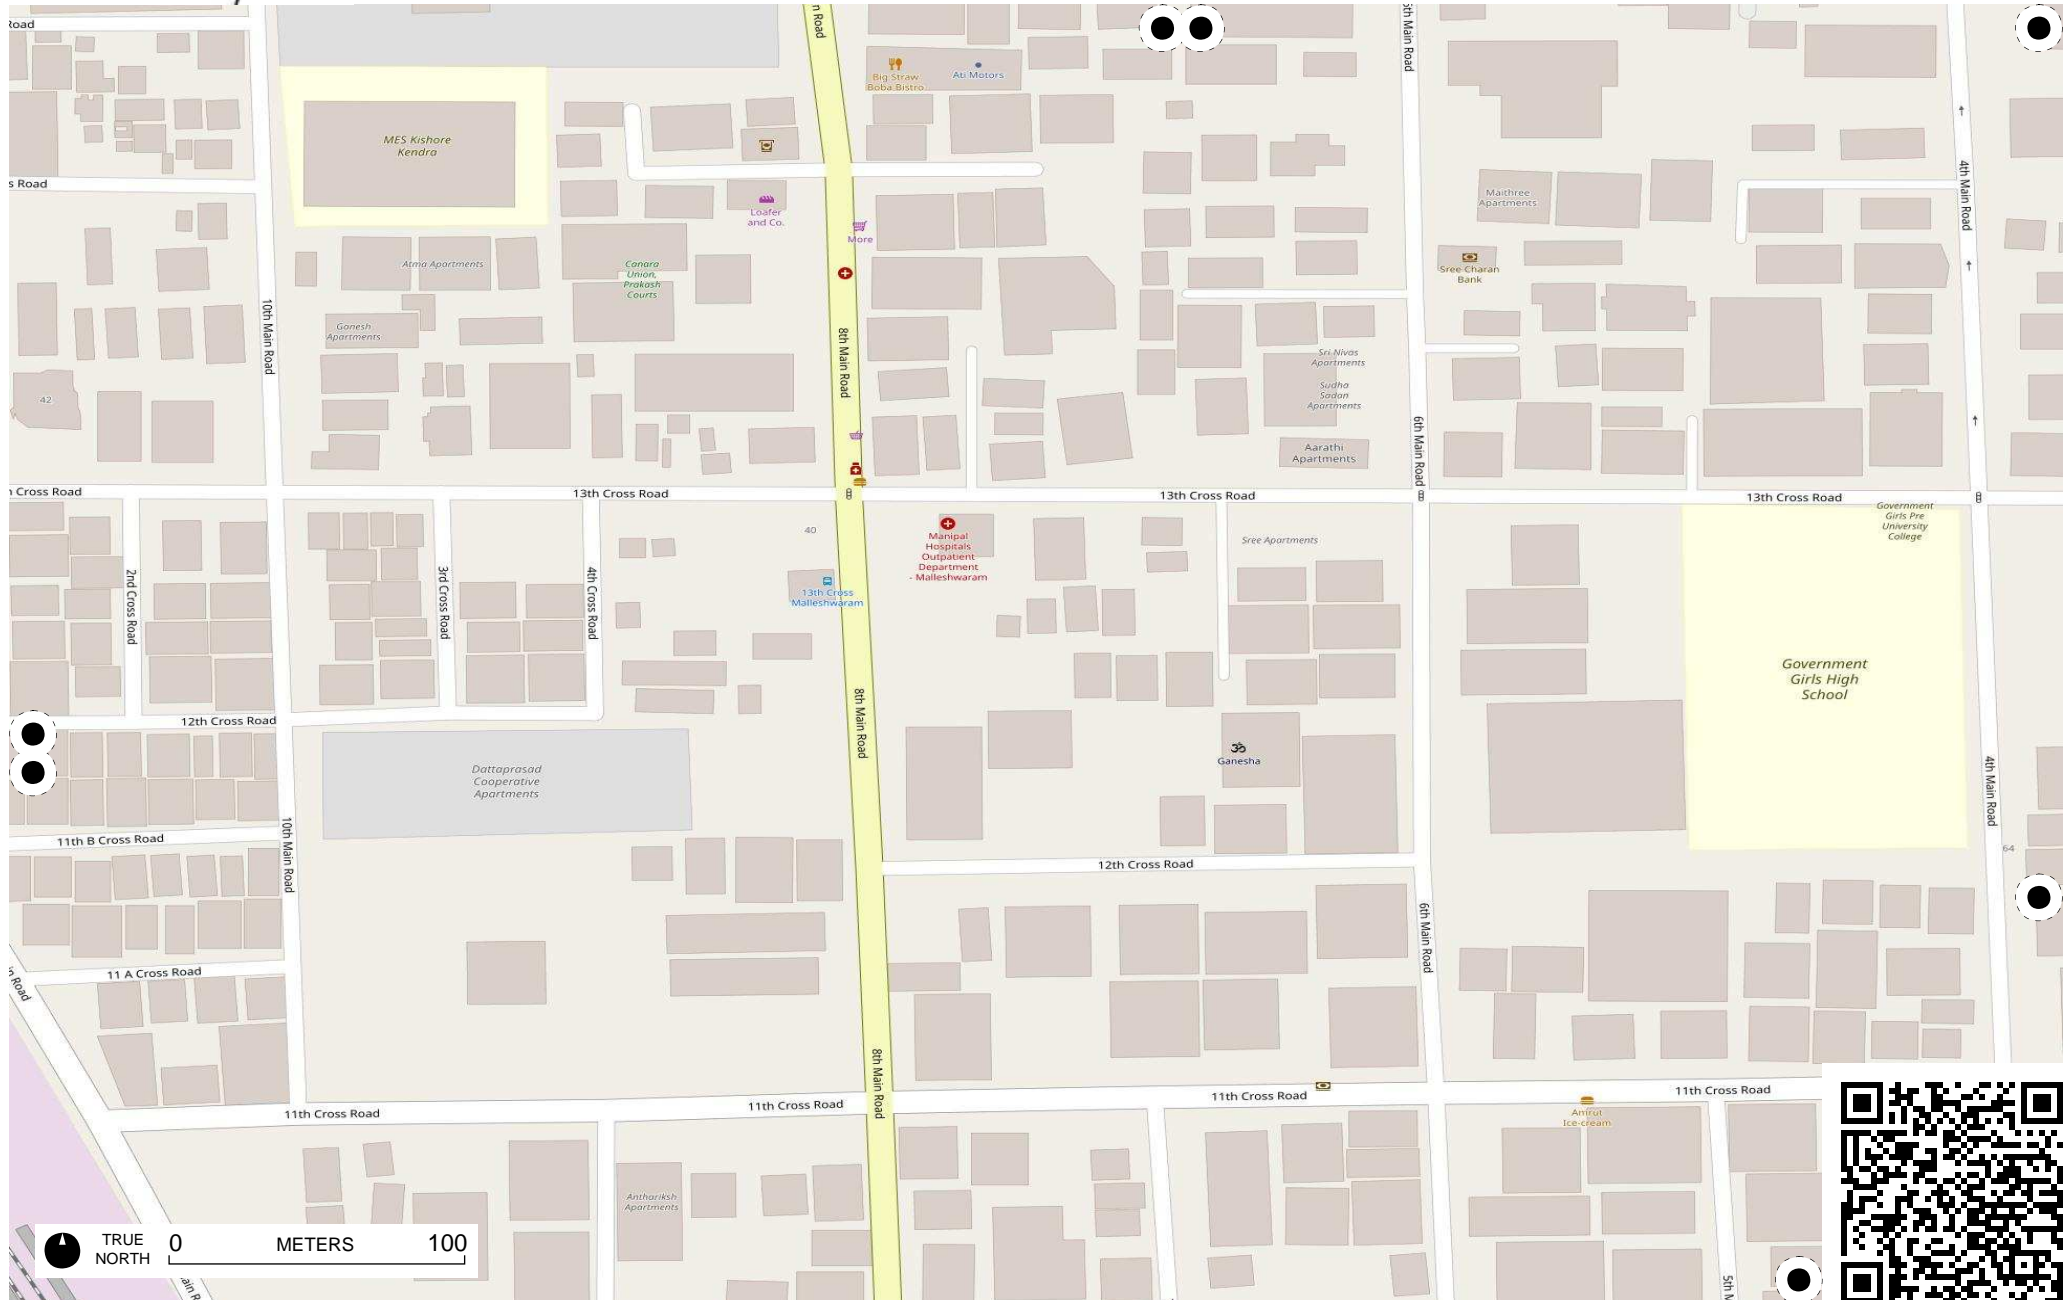 Road
n Road
5th Main Road
Big Straw
Boba Bistro
Ati Motors
MES Kishore
Kendra
s Road
4th Main Road
Maithree
Apartments
Loafer
and Co.
More
Atma Apartments
Canara
Union,
Prakash
Courts
Sree Charan
Bank
10th Main Road
Ganesh
Apartments
8th Main Road
Sri Nivas
Apartments
Sudha
Sadan
Apartments
42
6th Main Road
Aarathi
Apartments
n Cross Road
13th Cross Road
13th Cross Road
13th Cross Road
Government
Girls Pre
University
College
40
Manipal
Hospitals
Outpatient
Department
- Malleshwaram
Sree Apartments
2nd Cross Road
3rd Cross Road
4th Cross Road
13th Cross
Malleshwaram
Government
Girls High
School
12th Cross Road
8th Main Road
Ganesha
Dattaprasad
Cooperative
Apartments
4th Main Road
11th B Cross Road
10th Main Road
64
12th Cross Road
6th Main Road
11 A Cross Road
Road
8th Main Road
11th Cross Road
11th Cross Road
11th Cross Road
11th Cross Road
Amrut
Ice-cream
Anthariksh
Apartments
TRUE
NORTH
0 METERS 100
ain R
5th M